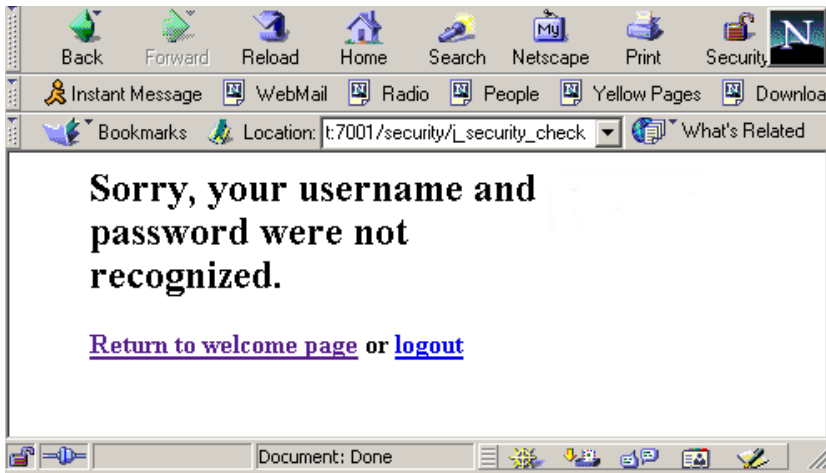 Back Forward Reload Home Search Netscape Print Security
My
N
Instant Message WebMail Radio People Yellow Pages Downloa
Bookmarks Location: t:7001/security/j_security_check What's Related
Sorry, your username and
password were not
recognized.
Return to welcome page or logout
Document: Done